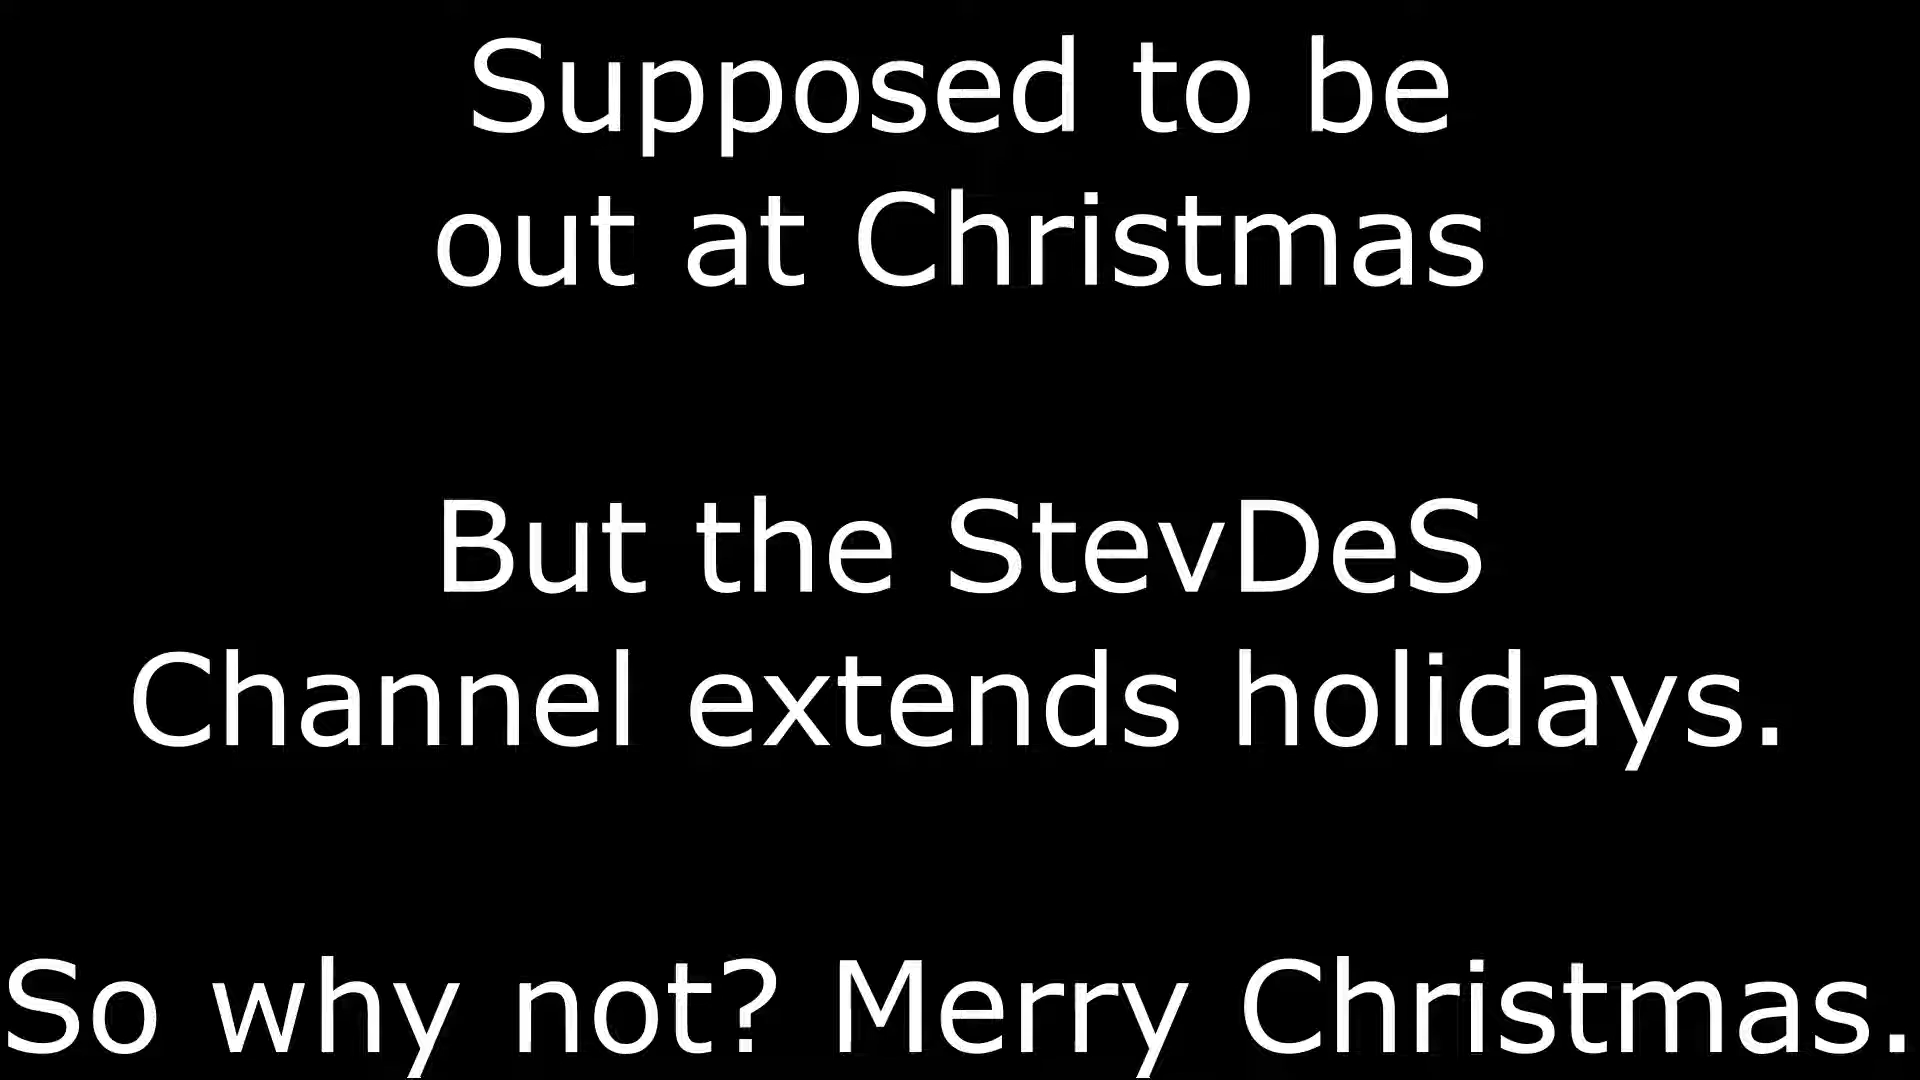 Supposed to be
out at Christmas
But the StevDeS
Channel extends holidays.
So why not? Merry Christmas.